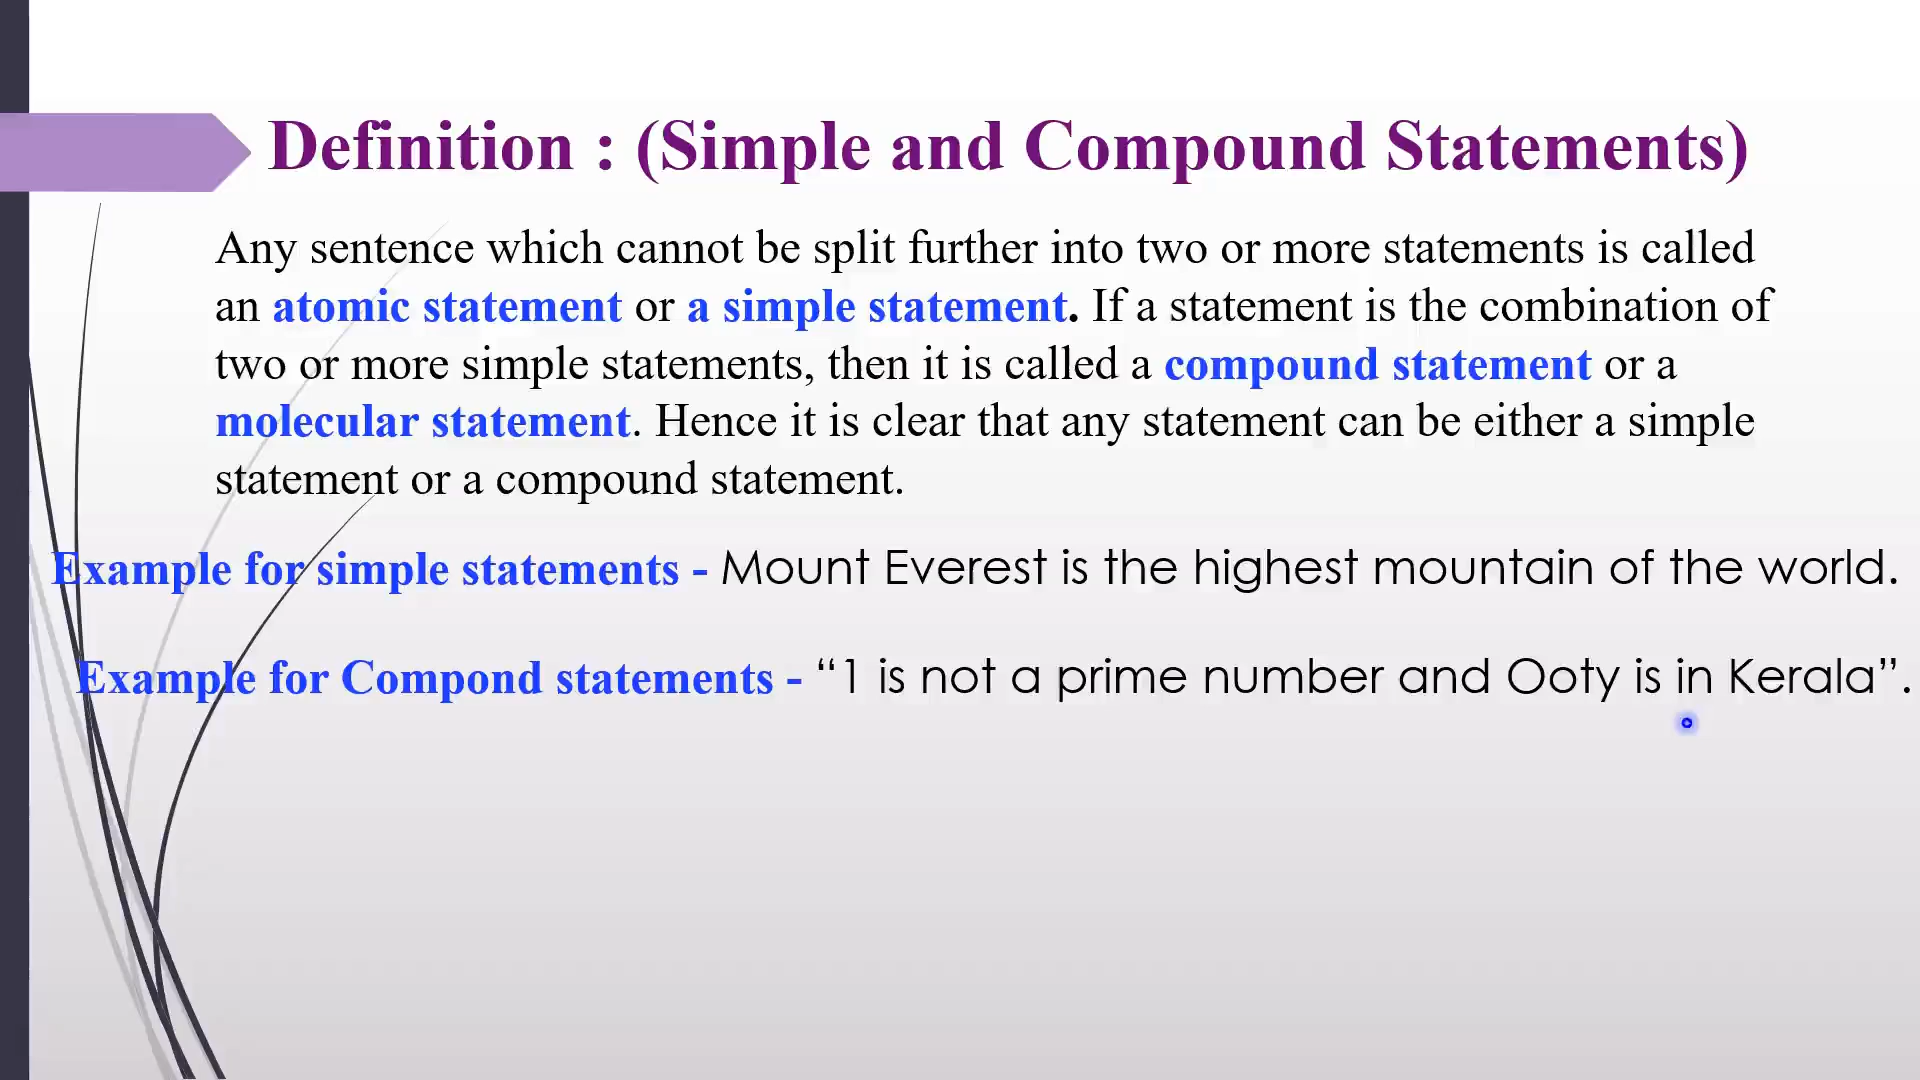 Definition : (Simple and Compound Statements)
Any sentence which cannot be split further into two or more statements is called
an atomic statement or a simple statement. If a statement is the combination of
two or more simple statements, then it is called a compound statement or a
molecular statement. Hence it is clear that any statement can be either a simple
statement or a compound statement.
Example for simple statements - Mount Everest is the highest mountain of the world.
Example for Compond statements - “1 is not a prime number and Ooty is in Kerala”.